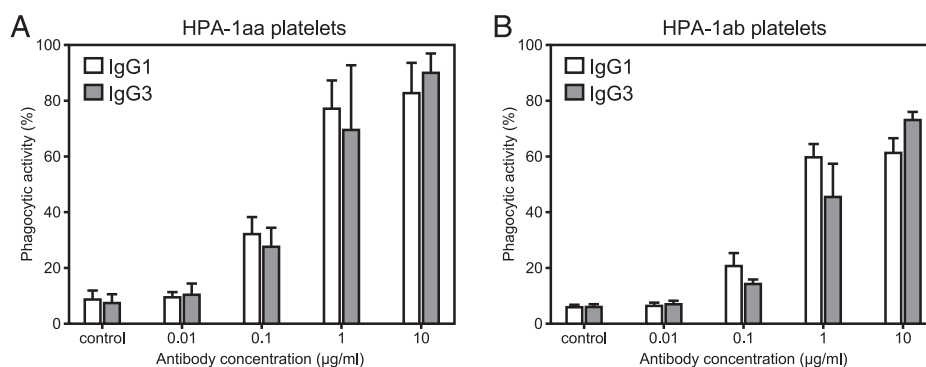 A
HPA-1aa platelets
Phagocytic activity (%)
100
80
60
40
20
0
IgG1
IgG3
control 0.01 0.1 1 10
Antibody concentration (µg/ml)
B
HPA-1ab platelets
Phagocytic activity (%)
100
80
60
40
20
0
IgG1
IgG3
control 0.01 0.1 1 10
Antibody concentration (µg/ml)